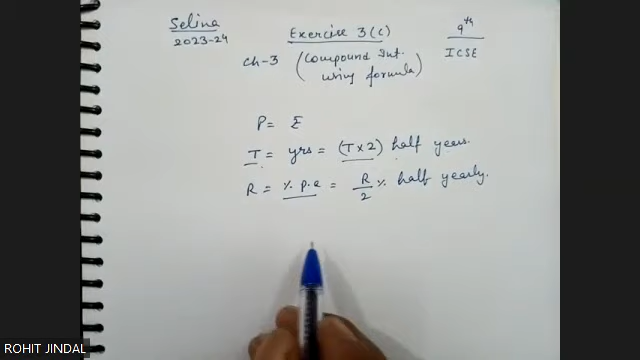 Selina
2023-24
Exercise 3(C)
9th
ICSE
Ch-3 (Compound Int. using formula)
P= ₹
T= yrs = (T×2) half years.
R = % p.a = R/2 % half yearly.
ROHIT JINDAL